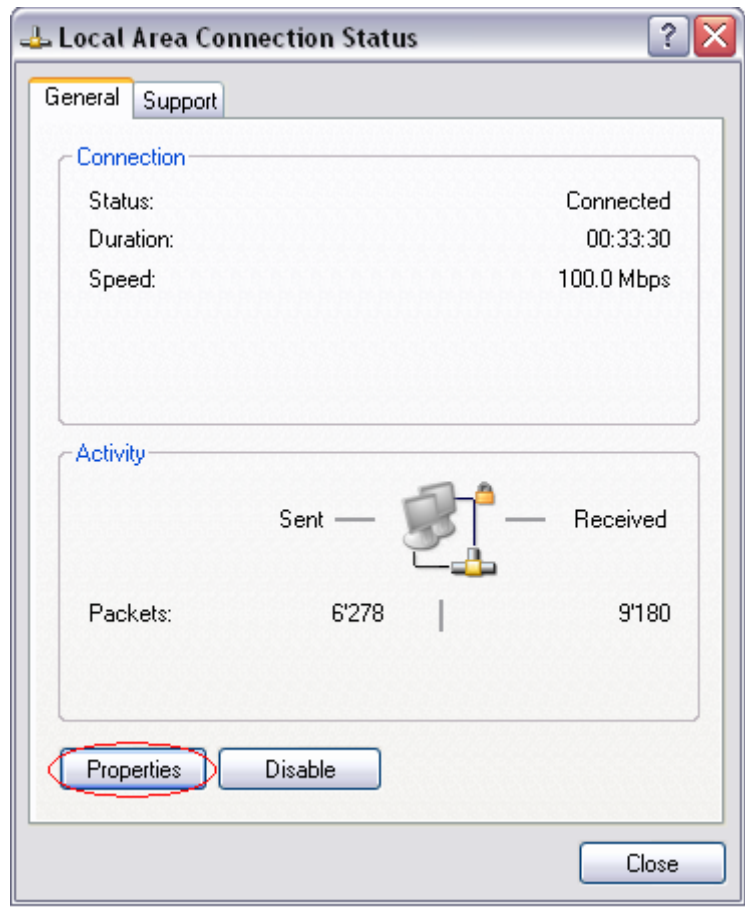 Local Area Connection Status
?
General Support
Connection
Status: Connected
Duration: 00:33:30
Speed: 100.0 Mbps
Activity
Sent Received
Packets: 6'278 9'180
Properties Disable
Close